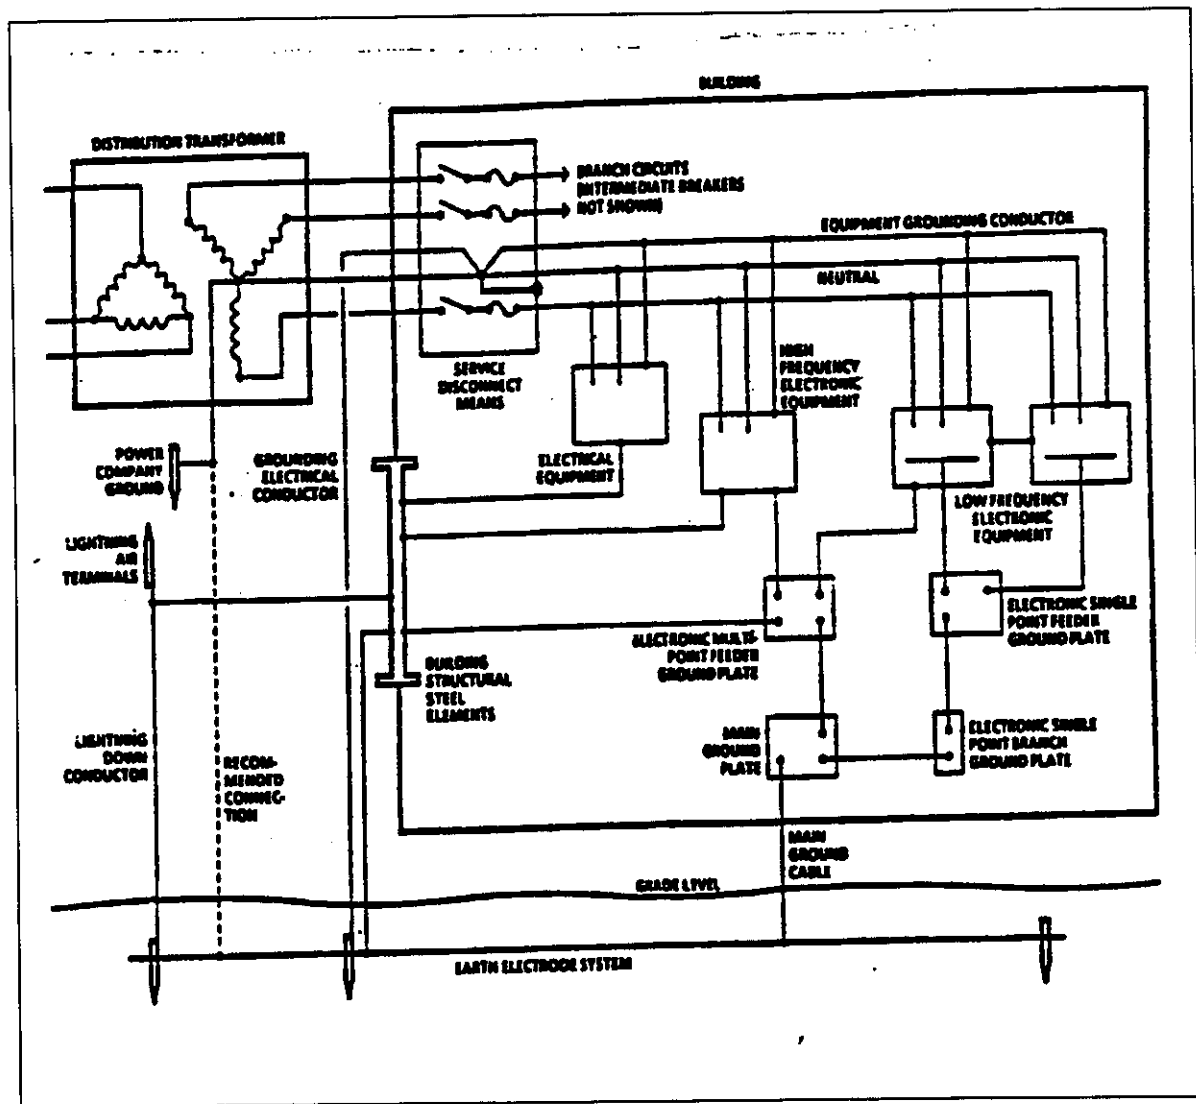 BUILDING
DISTRIBUTION TRANSFORMER
BRANCH CIRCUITS
(INTERMEDIATE BREAKERS
NOT SHOWN)
EQUIPMENT GROUNDING CONDUCTOR
NEUTRAL
SERVICE
DISCONNECT
MEANS
HIGH
FREQUENCY
ELECTRONIC
EQUIPMENT
POWER
COMPANY
GROUND
GROUNDING
ELECTRICAL
CONDUCTOR
ELECTRICAL
EQUIPMENT
LOW FREQUENCY
ELECTRONIC
EQUIPMENT
LIGHTNING
AIR
TERMINALS
ELECTRONIC MULTI-
POINT FEEDER
GROUND PLATE
ELECTRONIC SINGLE
POINT FEEDER
GROUND PLATE
BUILDING
STRUCTURAL
STEEL
ELEMENTS
LIGHTNING
DOWN
CONDUCTOR
RECOM-
MENDED
CONNEC-
TION
MAIN
GROUND
PLATE
ELECTRONIC SINGLE
POINT BRANCH
GROUND PLATE
MAIN
GROUND
CABLE
GRADE LEVEL
EARTH ELECTRODE SYSTEM